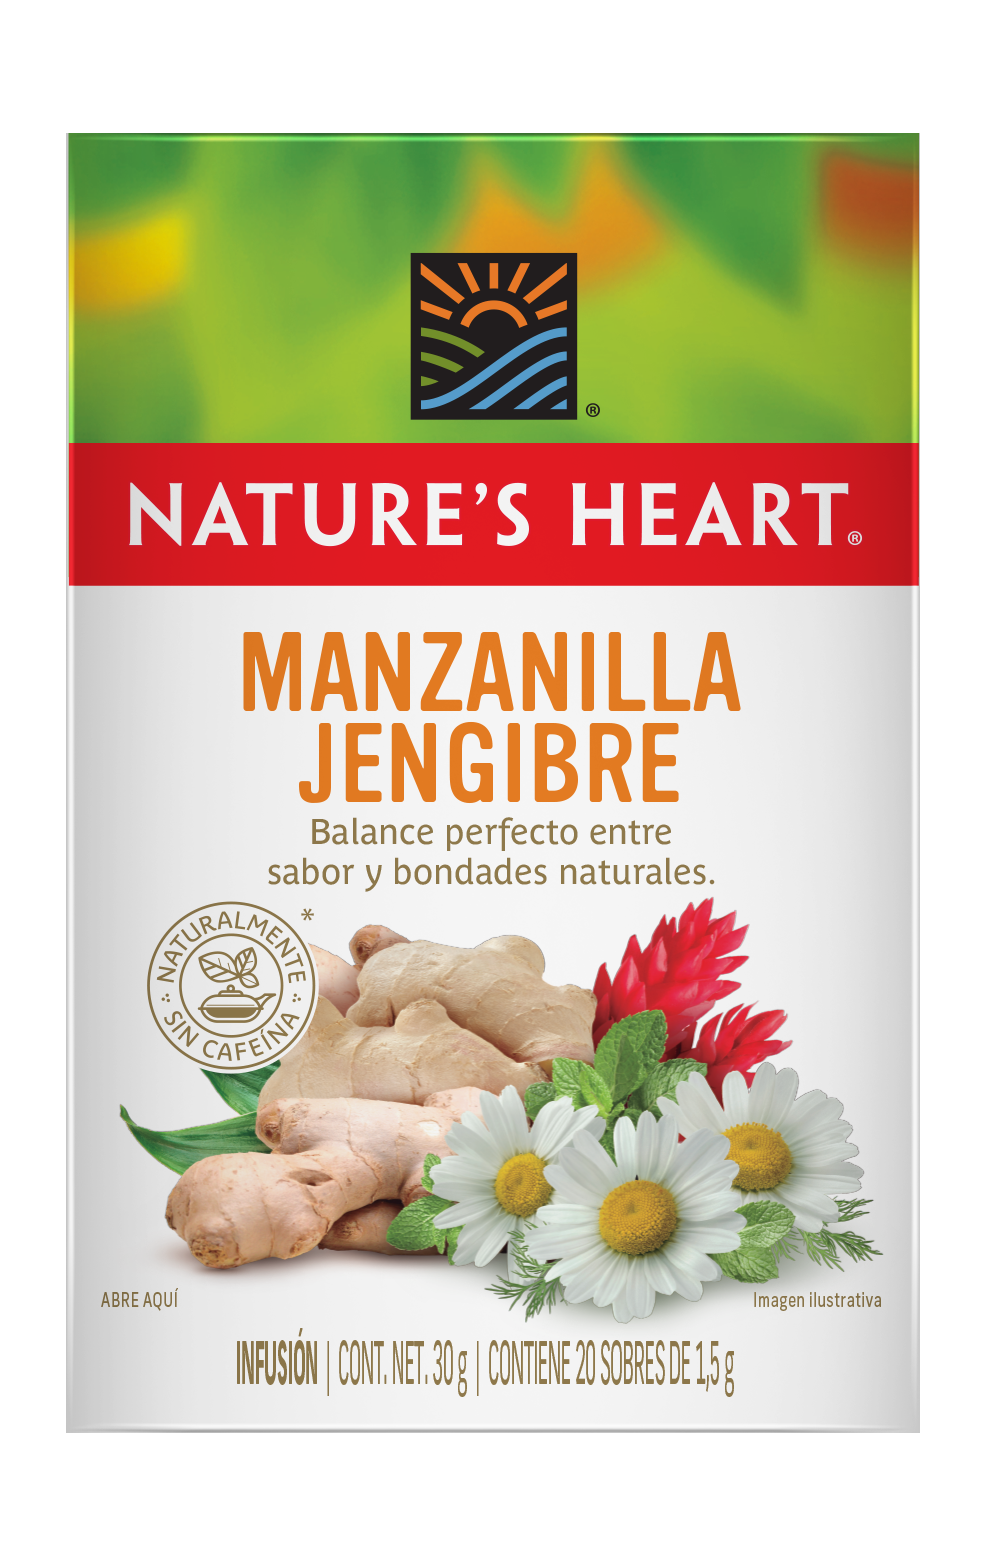 ®
NATURE'S HEART®
MANZANILLA
JENGIBRE
Balance perfecto entre
sabor y bondades naturales.
NATURALMENTE
SIN CAFEÍNA
*
ABRE AQUÍ
Imagen ilustrativa
INFUSIÓN | CONT. NET. 30 g | CONTIENE 20 SOBRES DE 1,5 g